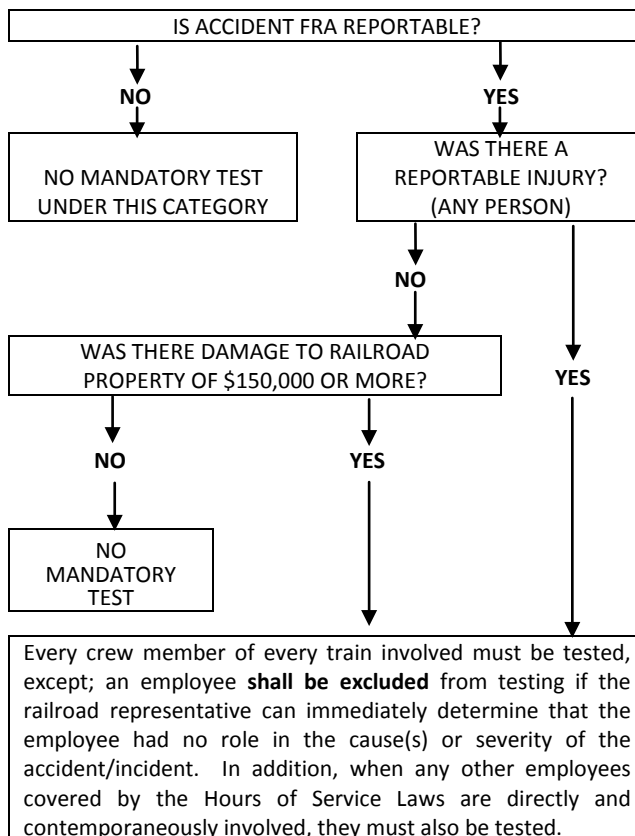 IS ACCIDENT FRA REPORTABLE?
NO
YES
NO MANDATORY TEST
UNDER THIS CATEGORY
WAS THERE A
REPORTABLE INJURY?
(ANY PERSON)
NO
WAS THERE DAMAGE TO RAILROAD
PROPERTY OF $150,000 OR MORE?
YES
NO
YES
NO
MANDATORY
TEST
Every crew member of every train involved must be tested,
except; an employee shall be excluded from testing if the
railroad representative can immediately determine that the
employee had no role in the cause(s) or severity of the
accident/incident. In addition, when any other employees
covered by the Hours of Service Laws are directly and
contemporaneously involved, they must also be tested.